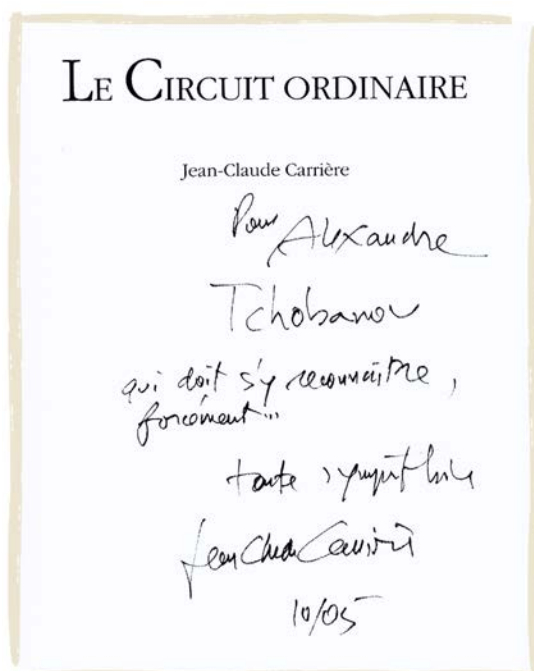 LE CIRCUIT ORDINAIRE
Jean-Claude Carrière
Pour Alexandre
Tchobanov
qui doit s'y reconnaître,
forcément...
toute sympathie
Jean Claude Carrière
10/05